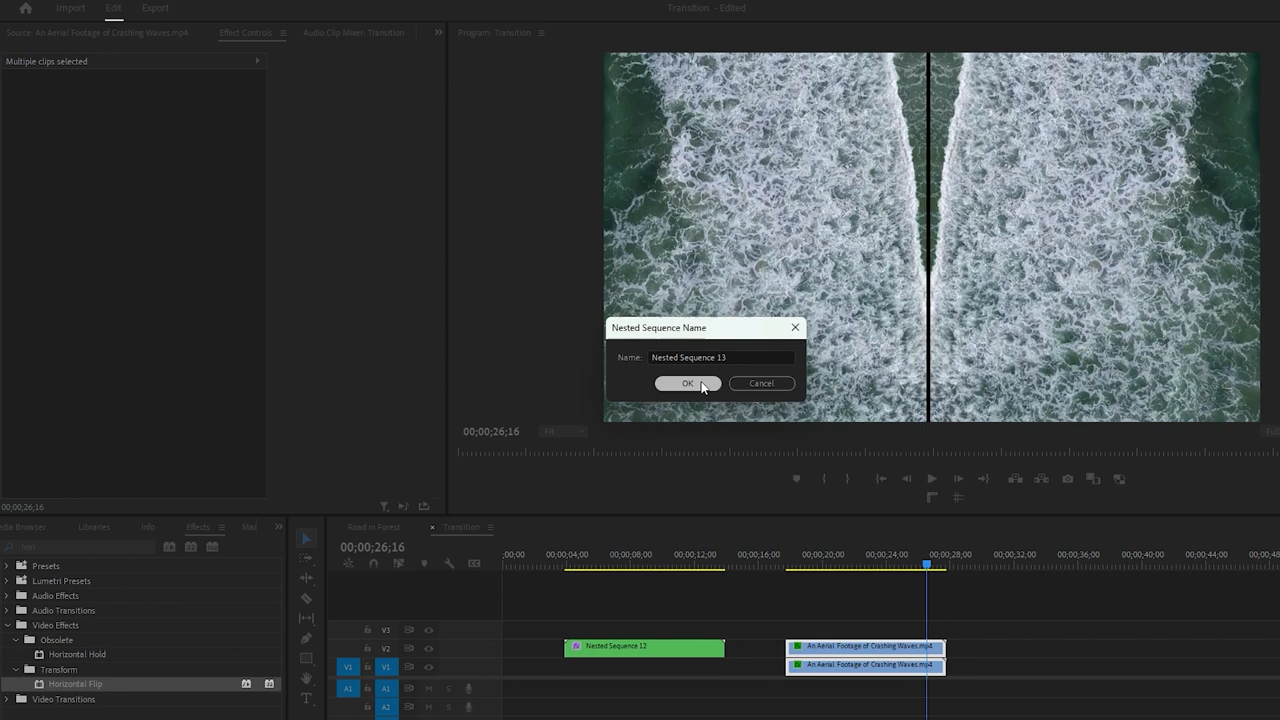 Import Edit Export
Transition - Edited
Source: An Aerial Footage of Crashing Waves.mp4 Effect Controls Audio Clip Mixer: Transition
Program: Transition
Multiple clips selected
Nested Sequence Name
Name: Nested Sequence 13
OK Cancel
00;00;26;16 Fit
00;00;26;16
edia Browser Libraries Info Effects
hori
Presets
Lumetri Presets
Audio Effects
Audio Transitions
Video Effects
Obsolete
Horizontal Hold
Transform
Horizontal Flip
Video Transitions
Road in Forest × Transition
00;00;26;16
;00;00 00;00;04;00 00;00;08;00 00;00;12;00 00;00;16;00 00;00;20;00 00;00;24;00 00;00;28;00 00;00;32;00 00;00;36;00 00;00;40;00 00;00;44;00 00;00;48
V3
V2 Nested Sequence 12 An Aerial Footage of Crashing Waves.mp4
V1 V1 An Aerial Footage of Crashing Waves.mp4
A1 A1 M S
A2 M S